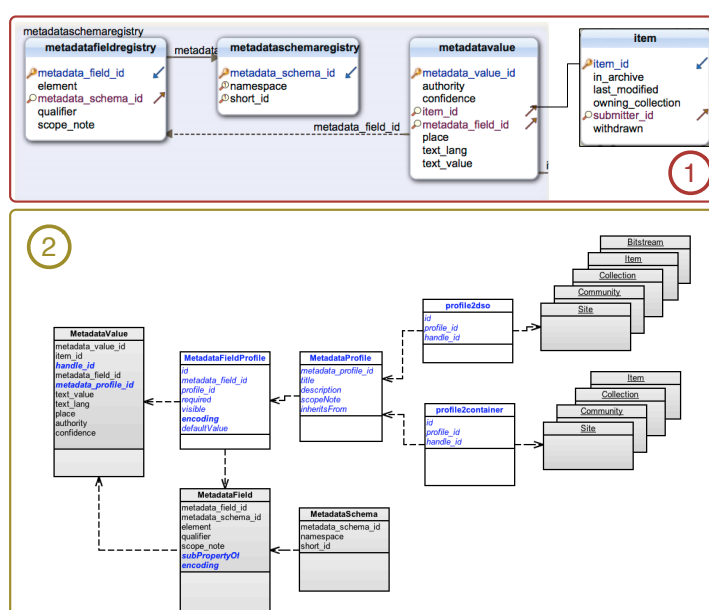 metadataschemaregistry
metadatafieldregistry
metadata_field_id
element
metadata_schema_id
qualifier
scope_note
metadata
metadataschemaregistry
metadata_schema_id
namespace
short_id
metadatavalue
metadata_value_id
authority
confidence
item_id
metadata_field_id
place
text_lang
text_value
metadata_field_id
item
item_id
in_archive
last_modified
owning_collection
submitter_id
withdrawn
1
2
MetadataValue
metadata_value_id
item_id
handle_id
metadata_field_id
metadata_profile_id
text_value
text_lang
place
authority
confidence
MetadataFieldProfile
id
metadata_field_id
profile_id
required
visible
encoding
defaultValue
MetadataProfile
metadata_profile_id
title
description
scopeNote
inheritsFrom
profile2dso
id
profile_id
handle_id
Bitstream
Item
Collection
Community
Site
profile2container
id
profile_id
handle_id
Item
Collection
Community
Site
MetadataField
metadata_field_id
metadata_schema_id
element
qualifier
scope_note
subPropertyOf
encoding
MetadataSchema
metadata_schema_id
namespace
short_id